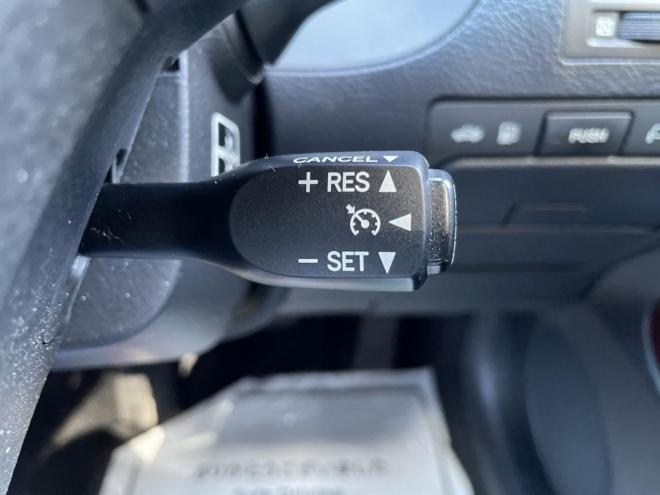 CANCEL ▼
+ RES ▲
◀
− SET ▼
PUSH